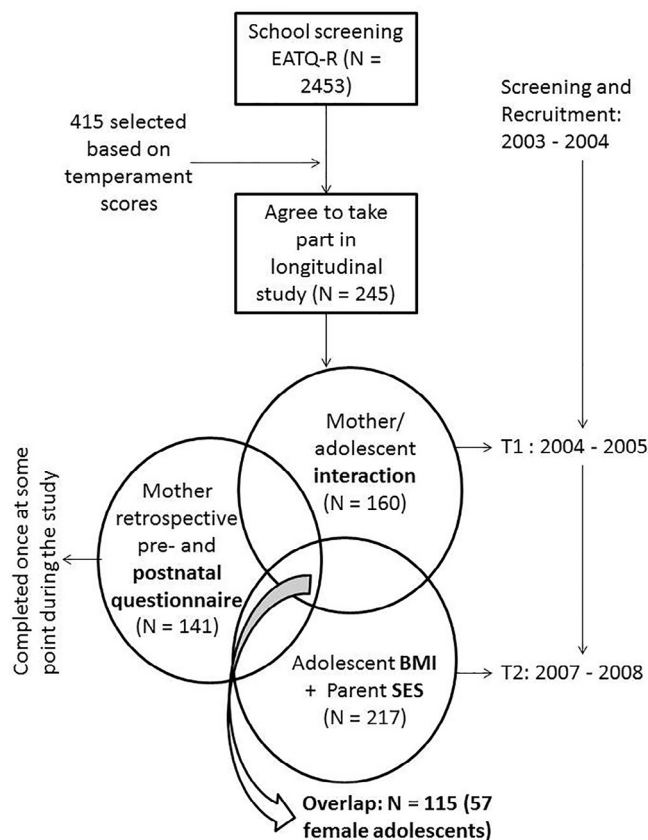 School screening
EATQ-R (N =
2453)
Screening and
Recruitment:
2003 - 2004
415 selected
based on
temperament
scores
Agree to take
part in
longitudinal
study (N = 245)
Mother/
adolescent
interaction
(N = 160)
T1 : 2004 - 2005
Mother
retrospective
pre- and
postnatal
questionnaire
(N = 141)
Completed once at some
point during the study
Adolescent BMI
+ Parent SES
(N = 217)
T2: 2007 - 2008
Overlap: N = 115 (57
female adolescents)